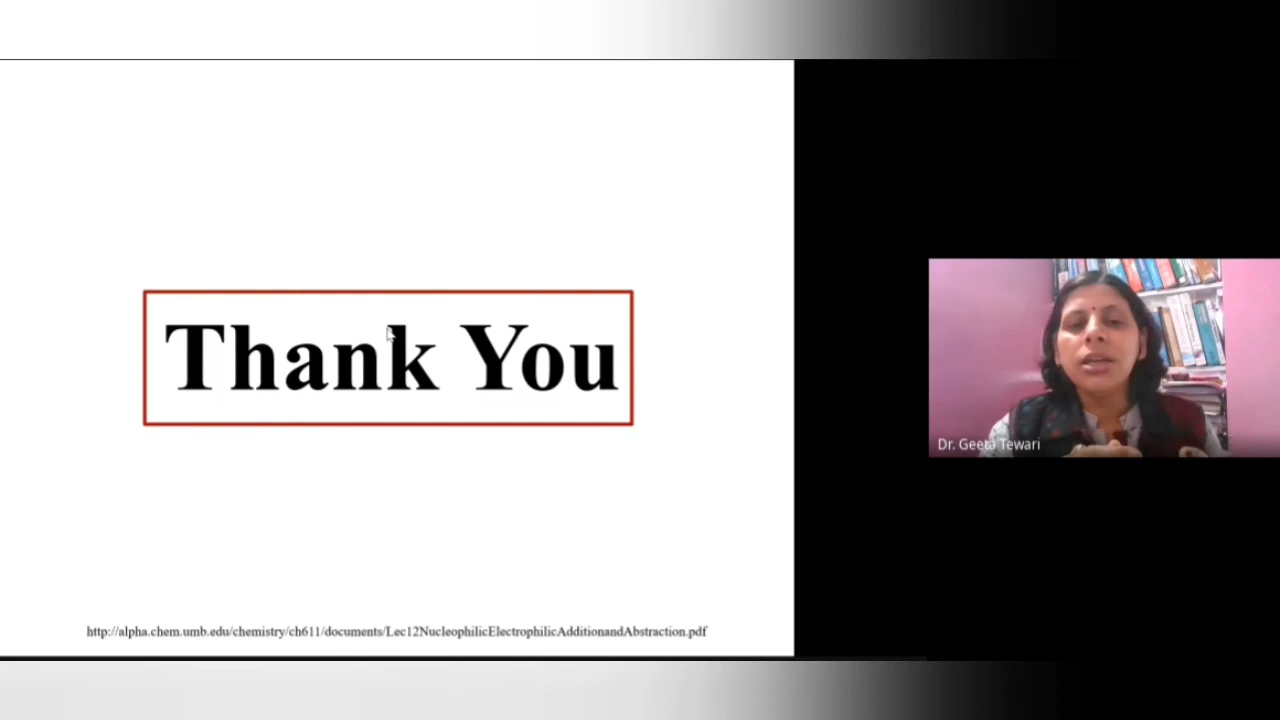 Thank You
http://alpha.chem.umb.edu/chemistry/ch611/documents/Lec12NucleophilicElectrophilicAdditionandAbstraction.pdf
Dr. Geeta Tewari